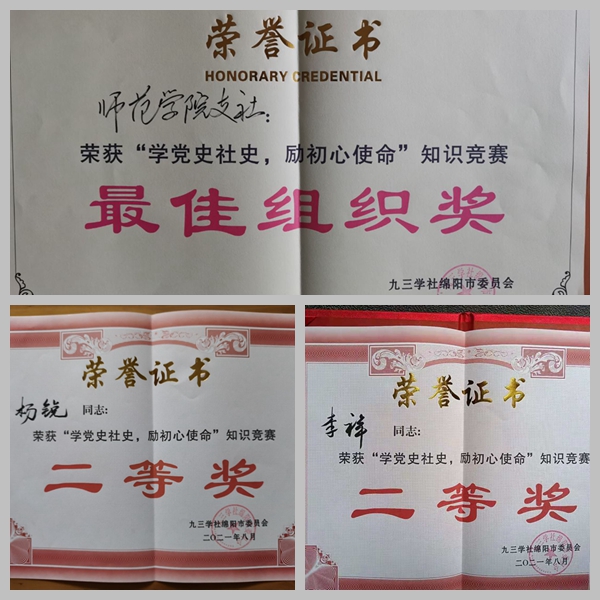 荣誉证书
HONORARY CREDENTIAL
师范学院支社：
荣获“学党史社史，励初心使命”知识竞赛
最佳组织奖
九三学社绵阳市委员会
荣誉证书
杨锐 同志：
荣获“学党史社史，励初心使命”知识竞赛
二等奖
九三学社绵阳市委员会
二〇二一年八月
荣誉证书
李祥 同志：
荣获“学党史社史，励初心使命”知识竞赛
二等奖
九三学社绵阳市委员会
二〇二一年八月